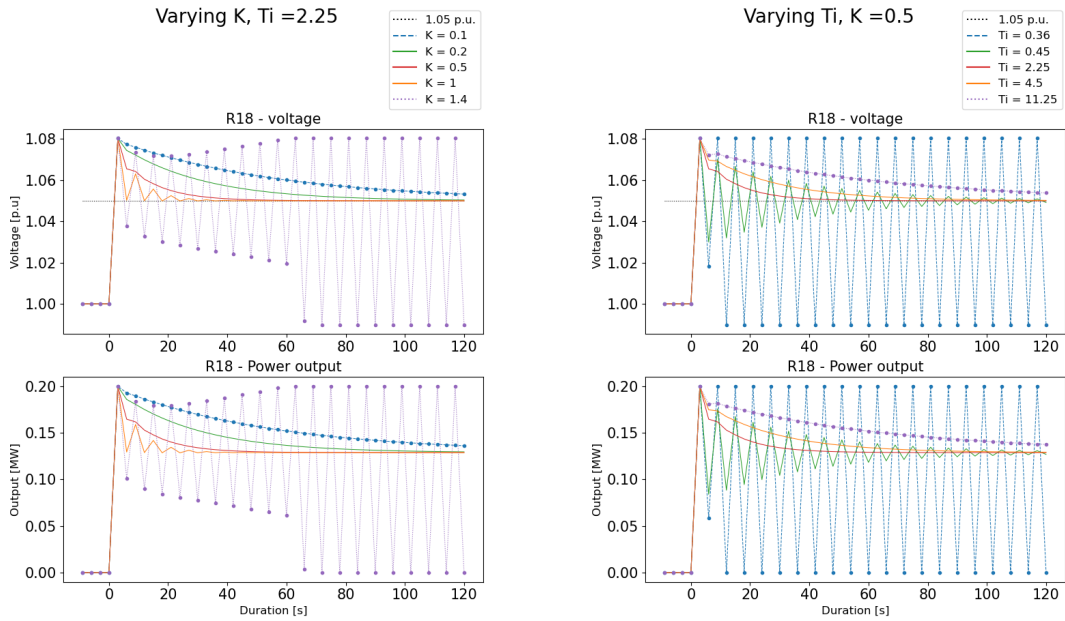 Varying K, Ti =2.25
1.05 p.u.
K = 0.1
K = 0.2
K = 0.5
K = 1
K = 1.4
R18 - voltage
Voltage [p.u]
1.08
1.06
1.04
1.02
1.00
0 20 40 60 80 100 120
R18 - Power output
Output [MW]
0.20
0.15
0.10
0.05
0.00
0 20 40 60 80 100 120
Duration [s]
Varying Ti, K =0.5
1.05 p.u.
Ti = 0.36
Ti = 0.45
Ti = 2.25
Ti = 4.5
Ti = 11.25
R18 - voltage
Voltage [p.u]
1.08
1.06
1.04
1.02
1.00
0 20 40 60 80 100 120
R18 - Power output
Output [MW]
0.20
0.15
0.10
0.05
0.00
0 20 40 60 80 100 120
Duration [s]